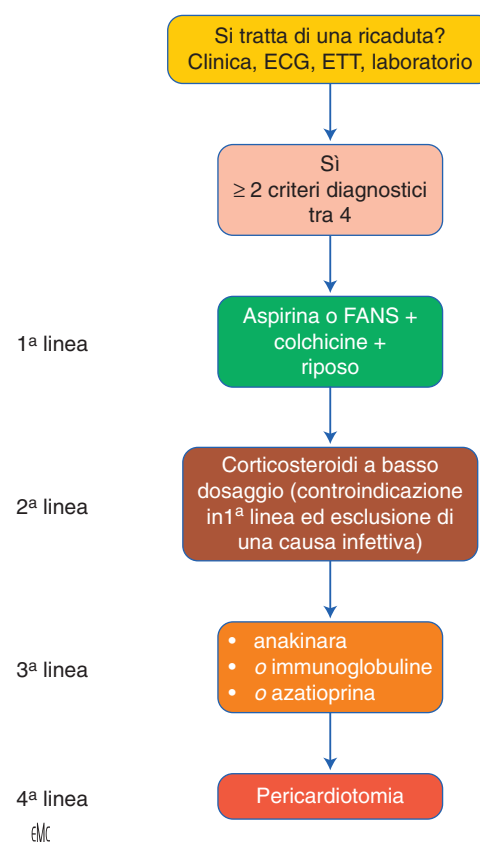 Si tratta di una ricaduta?
Clinica, ECG, ETT, laboratorio
Sì
≥ 2 criteri diagnostici
tra 4
1ª linea
Aspirina o FANS +
colchicine +
riposo
2ª linea
Corticosteroidi a basso
dosaggio (controindicazione
in1ª linea ed esclusione di
una causa infettiva)
3ª linea
• anakinara
• o immunoglobuline
• o azatioprina
4ª linea
Pericardiotomia
EMC